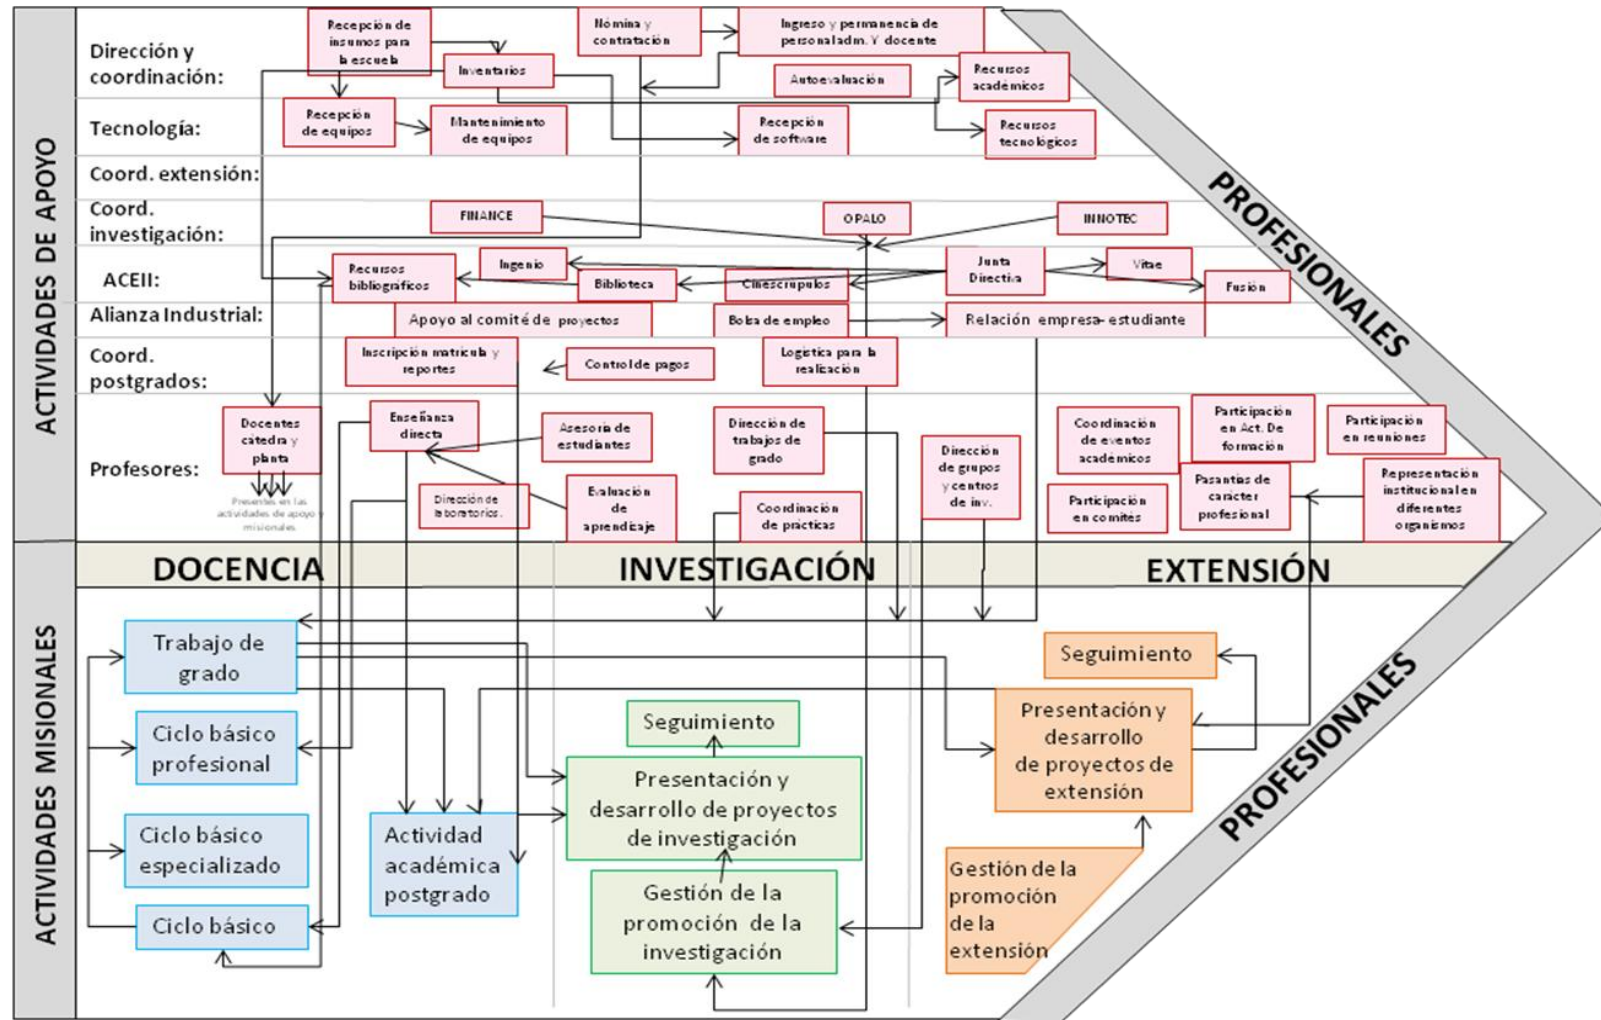 ACTIVIDADES DE APOYO
Dirección y
coordinación:
Recepción de
insumos para
la escuela
Inventarios
Nómina y
contratación
Ingreso y permanencia de
personal adm. Y docente
Autoevaluación
Recursos
académicos
Tecnología:
Recepción
de equipos
Mantenimiento
de equipos
Recepción
de software
Recursos
tecnológicos
Coord. extensión:
Coord.
investigación:
FINANCE
OPALO
INNOTEC
ACEII:
Recursos
bibliográficos
Ingenio
Biblioteca
Cinescrúpulos
Junta
Directiva
Vitae
Fusión
Alianza Industrial:
Apoyo al comité de proyectos
Bolsa de empleo
Relación empresa-estudiante
Coord.
postgrados:
Inscripción matricula y
reportes
Control de pagos
Logística para la
realización
Profesores:
Docentes
cátedra y
planta
Presentes en las
actividades de apoyo y
misionales
Enseñanza
directa
Asesoría de
estudiantes
Dirección de
laboratorios.
Evaluación
de
aprendizaje
Dirección de
trabajos de
grado
Coordinación
de prácticas
Dirección
de grupos
y centros
de inv.
Coordinación
de eventos
académicos
Participación
en Act. De
formación
Participación
en reuniones
Participación
en comités
Pasantías de
carácter
profesional
Representación
institucional en
diferentes
organismos
PROFESIONALES
DOCENCIA
INVESTIGACIÓN
EXTENSIÓN
ACTIVIDADES MISIONALES
Trabajo de
grado
Ciclo básico
profesional
Ciclo básico
especializado
Ciclo básico
Actividad
académica
postgrado
Seguimiento
Presentación y
desarrollo de proyectos
de investigación
Gestión de la
promoción de la
investigación
Seguimiento
Presentación y
desarrollo
de proyectos de
extensión
Gestión de la
promoción
de la
extensión
PROFESIONALES